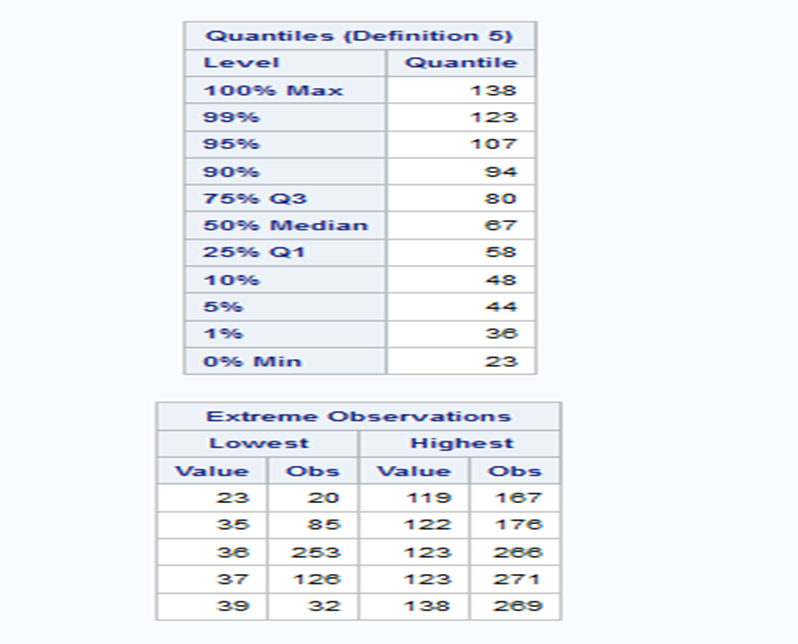 Quantiles (Definition 5)
Level Quantile
100% Max 138
99% 123
95% 107
90% 94
75% Q3 80
50% Median 67
25% Q1 58
10% 48
5% 44
1% 36
0% Min 23
Extreme Observations
Lowest Highest
Value Obs Value Obs
23 20 119 167
35 85 122 176
36 253 123 266
37 126 123 271
39 32 138 269